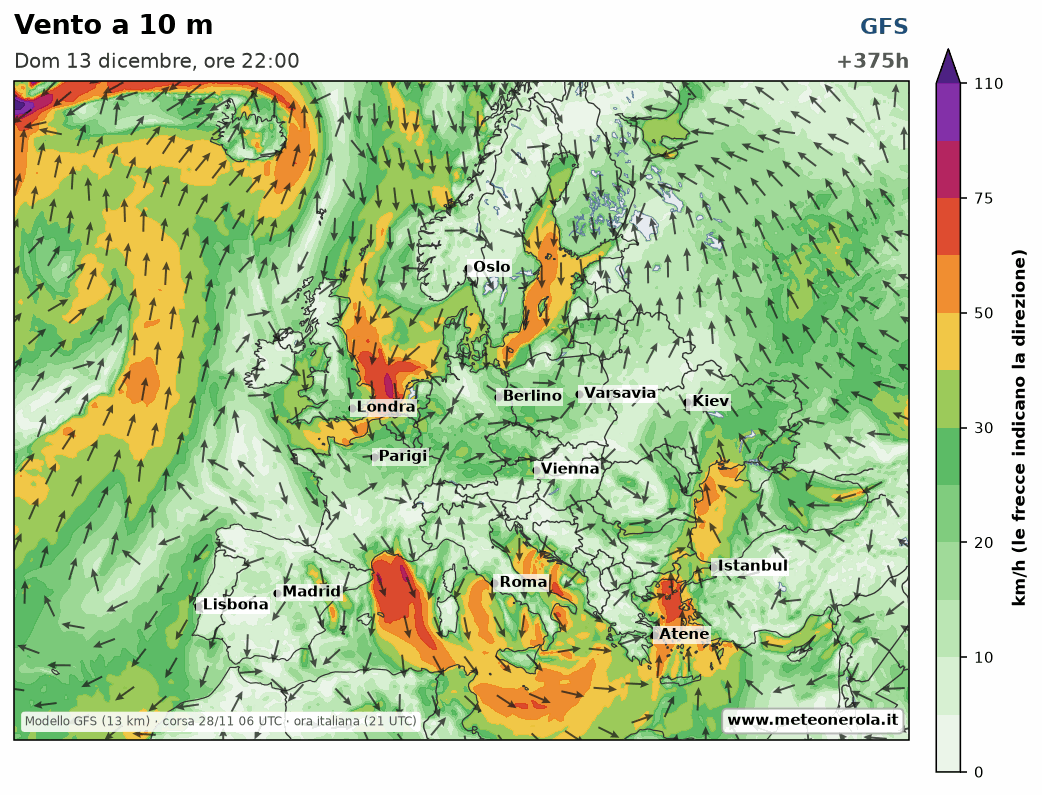 Vento a 10 m
GFS
Dom 13 dicembre, ore 22:00
+375h
110
75
50
30
20
10
0
km/h (le frecce indicano la direzione)
Oslo
Londra
Berlino
Varsavia
Kiev
Parigi
Vienna
Istanbul
Roma
Madrid
Lisbona
Atene
Modello GFS (13 km) · corsa 28/11 06 UTC · ora italiana (21 UTC)
www.meteonerola.it